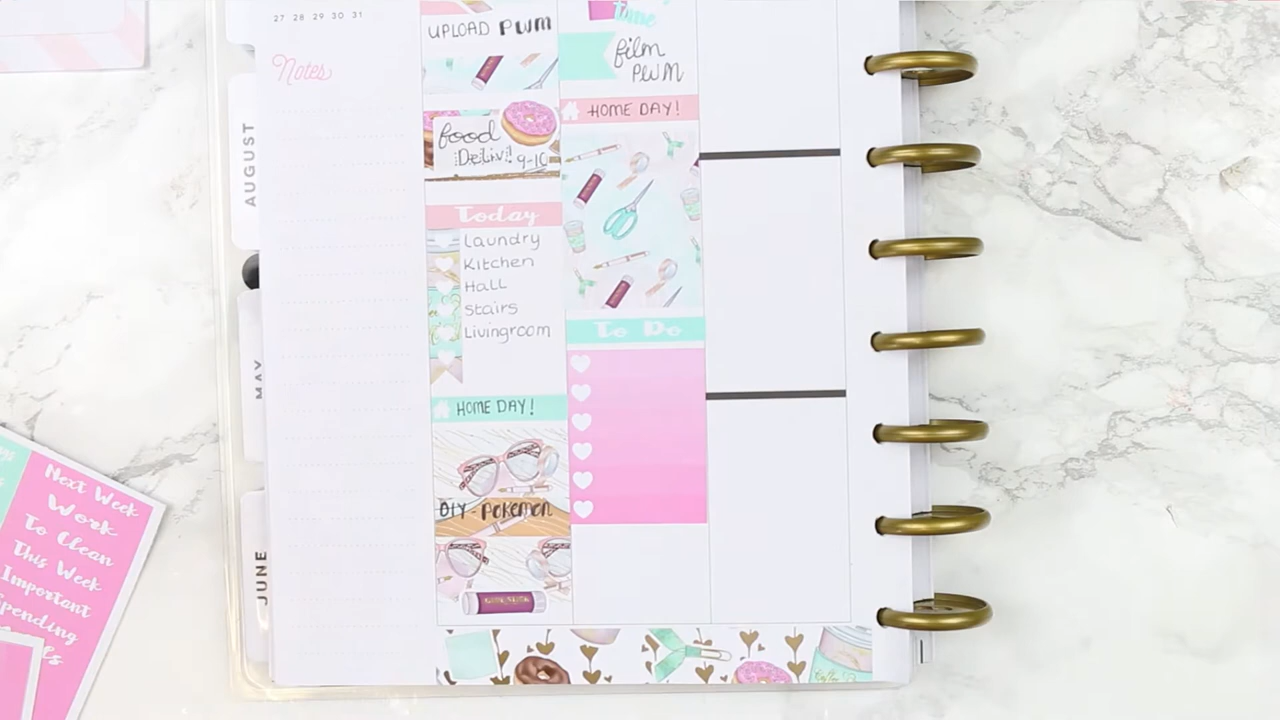 27 28 29 30 31
Notes
AUGUST
MAY
JUNE
UPLOAD PWM
food
Deliv! 9-10
Today
Laundry
Kitchen
Hall
Stairs
Livingroom
HOME DAY!
DIY - Pokemon
time
film
PWM
HOME DAY!
To Do
Next Week
Work
To Clean
This Week
Important
Spending